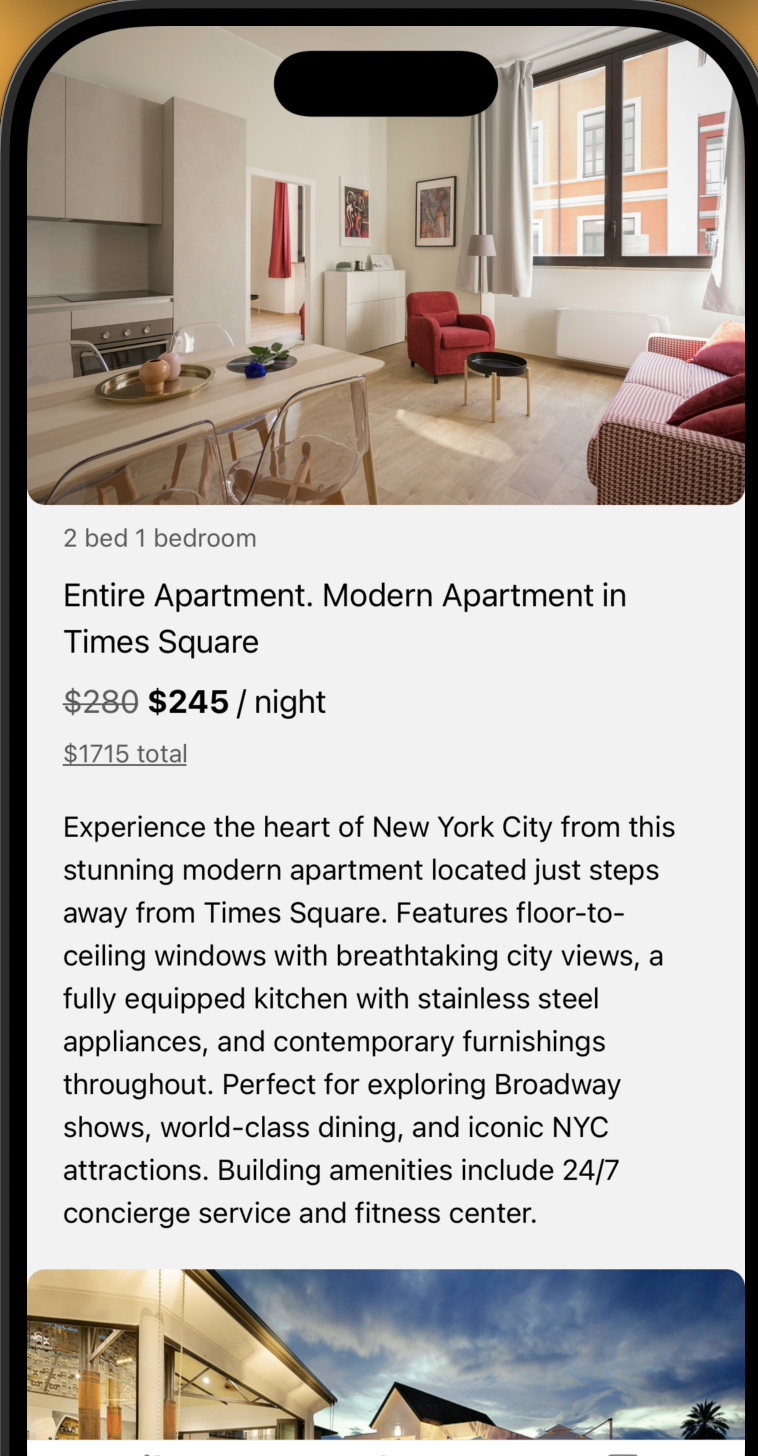 2 bed 1 bedroom
Entire Apartment. Modern Apartment in
Times Square
$280 $245 / night
$1715 total
Experience the heart of New York City from this
stunning modern apartment located just steps
away from Times Square. Features floor-to-
ceiling windows with breathtaking city views, a
fully equipped kitchen with stainless steel
appliances, and contemporary furnishings
throughout. Perfect for exploring Broadway
shows, world-class dining, and iconic NYC
attractions. Building amenities include 24/7
concierge service and fitness center.